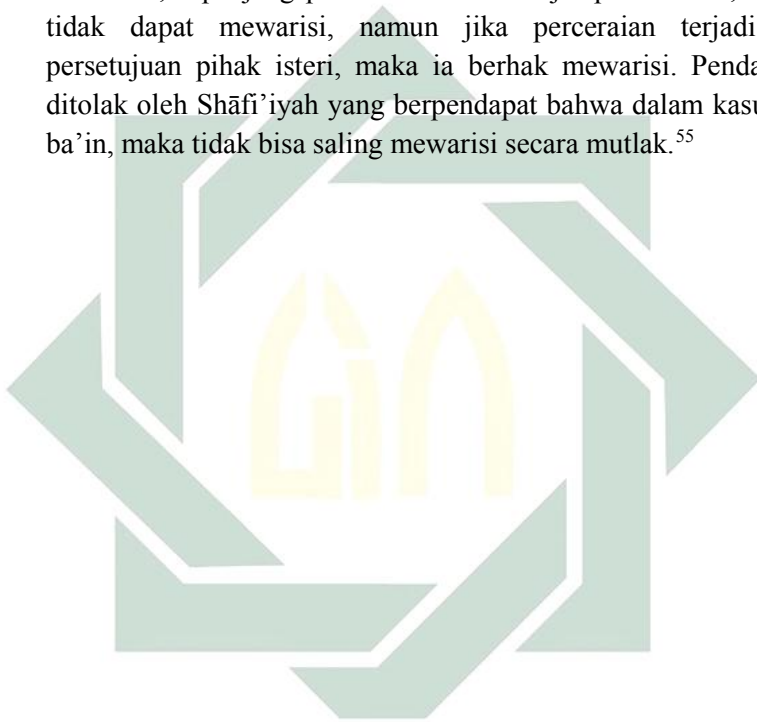 tidak dapat mewarisi, namun jika perceraian terjadi
persetujuan pihak isteri, maka ia berhak mewarisi. Penda
ditolak oleh Shāfi’iyah yang berpendapat bahwa dalam kasu
ba’in, maka tidak bisa saling mewarisi secara mutlak.55